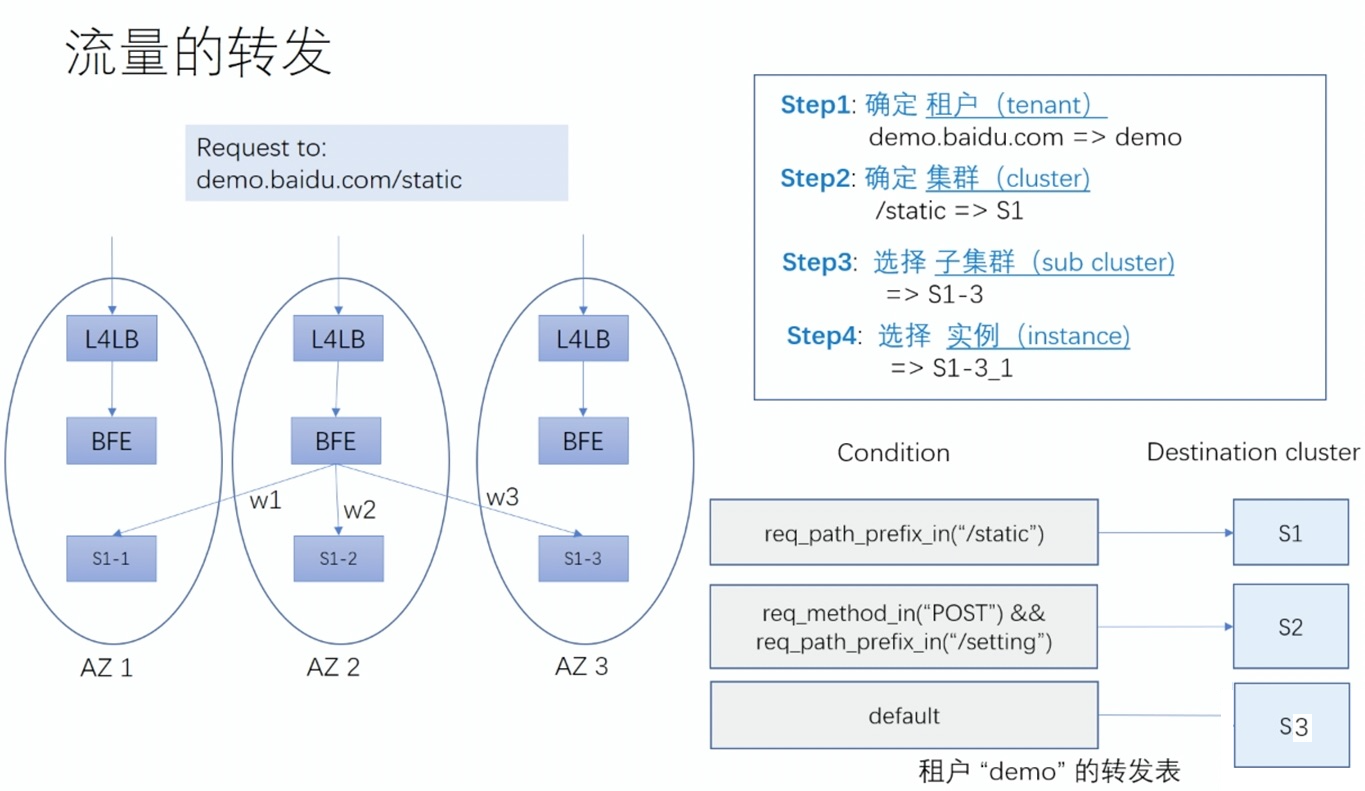 流量的转发
Request to:
demo.baidu.com/static
L4LB
L4LB
L4LB
BFE
BFE
BFE
w1
w2
w3
S1-1
S1-2
S1-3
AZ 1
AZ 2
AZ 3
Step1: 确定 租户（tenant）
demo.baidu.com => demo
Step2: 确定 集群（cluster)
/static => S1
Step3: 选择 子集群（sub cluster)
=> S1-3
Step4: 选择 实例（instance)
=> S1-3_1
Condition
Destination cluster
req_path_prefix_in(“/static”)
S1
req_method_in(“POST”) &&
req_path_prefix_in(“/setting”)
S2
default
S3
租户 “demo” 的转发表